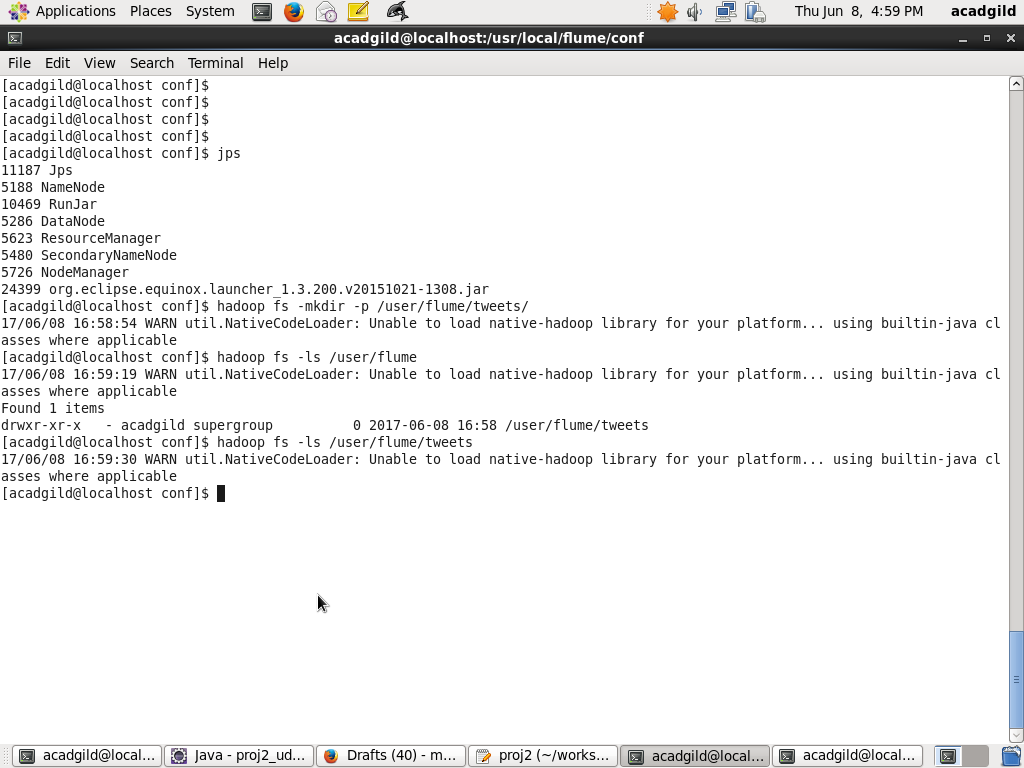 Applications Places System Thu Jun 8, 4:59 PM acadgild
acadgild@localhost:/usr/local/flume/conf
File Edit View Search Terminal Help
[acadgild@localhost conf]$
[acadgild@localhost conf]$
[acadgild@localhost conf]$
[acadgild@localhost conf]$
[acadgild@localhost conf]$ jps
11187 Jps
5188 NameNode
10469 RunJar
5286 DataNode
5623 ResourceManager
5480 SecondaryNameNode
5726 NodeManager
24399 org.eclipse.equinox.launcher_1.3.200.v20151021-1308.jar
[acadgild@localhost conf]$ hadoop fs -mkdir -p /user/flume/tweets/
17/06/08 16:58:54 WARN util.NativeCodeLoader: Unable to load native-hadoop library for your platform... using builtin-java cl
asses where applicable
[acadgild@localhost conf]$ hadoop fs -ls /user/flume
17/06/08 16:59:19 WARN util.NativeCodeLoader: Unable to load native-hadoop library for your platform... using builtin-java cl
asses where applicable
Found 1 items
drwxr-xr-x   - acadgild supergroup          0 2017-06-08 16:58 /user/flume/tweets
[acadgild@localhost conf]$ hadoop fs -ls /user/flume/tweets
17/06/08 16:59:30 WARN util.NativeCodeLoader: Unable to load native-hadoop library for your platform... using builtin-java cl
asses where applicable
[acadgild@localhost conf]$
acadgild@local... Java - proj2_ud... Drafts (40) - m... proj2 (~/works... acadgild@local... acadgild@local...